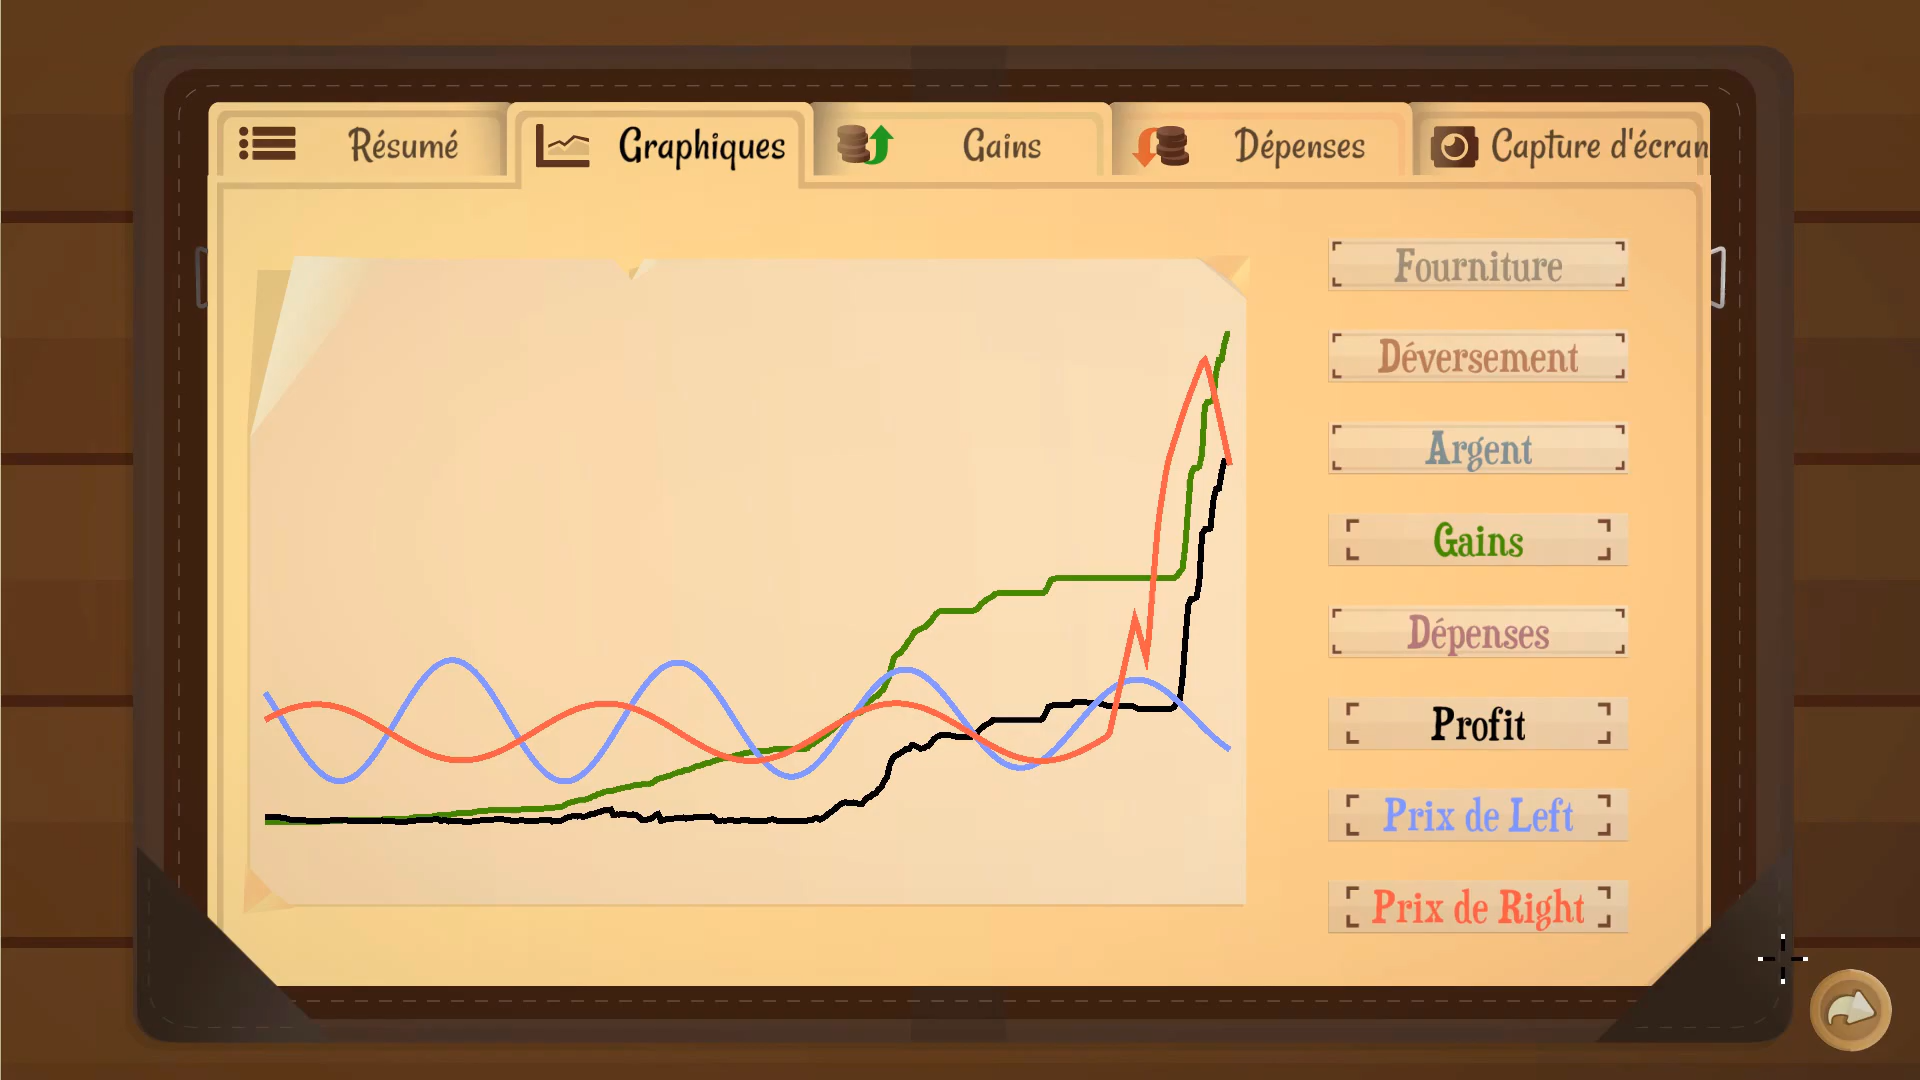 Résumé
Graphiques
Gains
Dépenses
Capture d'écran
Fourniture
Déversement
Argent
Gains
Dépenses
Profit
Prix de Left
Prix de Right